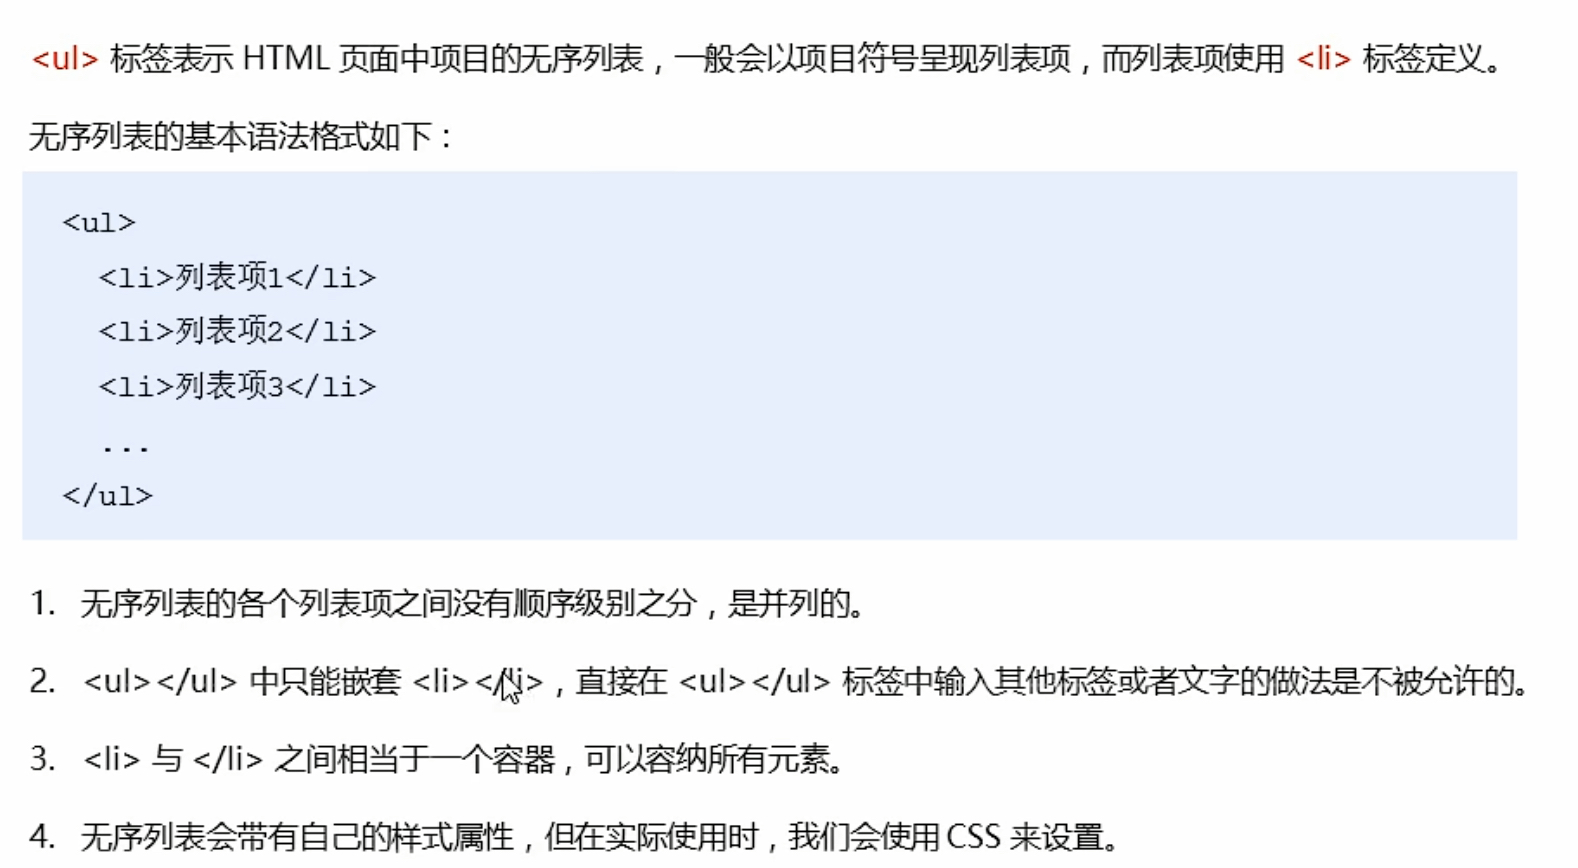 <ul> 标签表示 HTML 页面中项目的无序列表，一般会以项目符号呈现列表项，而列表项使用 <li> 标签定义。
无序列表的基本语法格式如下：
<ul>
<li>列表项1</li>
<li>列表项2</li>
<li>列表项3</li>
...
</ul>
1. 无序列表的各个列表项之间没有顺序级别之分，是并列的。
2. <ul></ul> 中只能嵌套 <li></li>，直接在 <ul></ul> 标签中输入其他标签或者文字的做法是不被允许的。
3. <li> 与 </li> 之间相当于一个容器，可以容纳所有元素。
4. 无序列表会带有自己的样式属性，但在实际使用时，我们会使用 CSS 来设置。